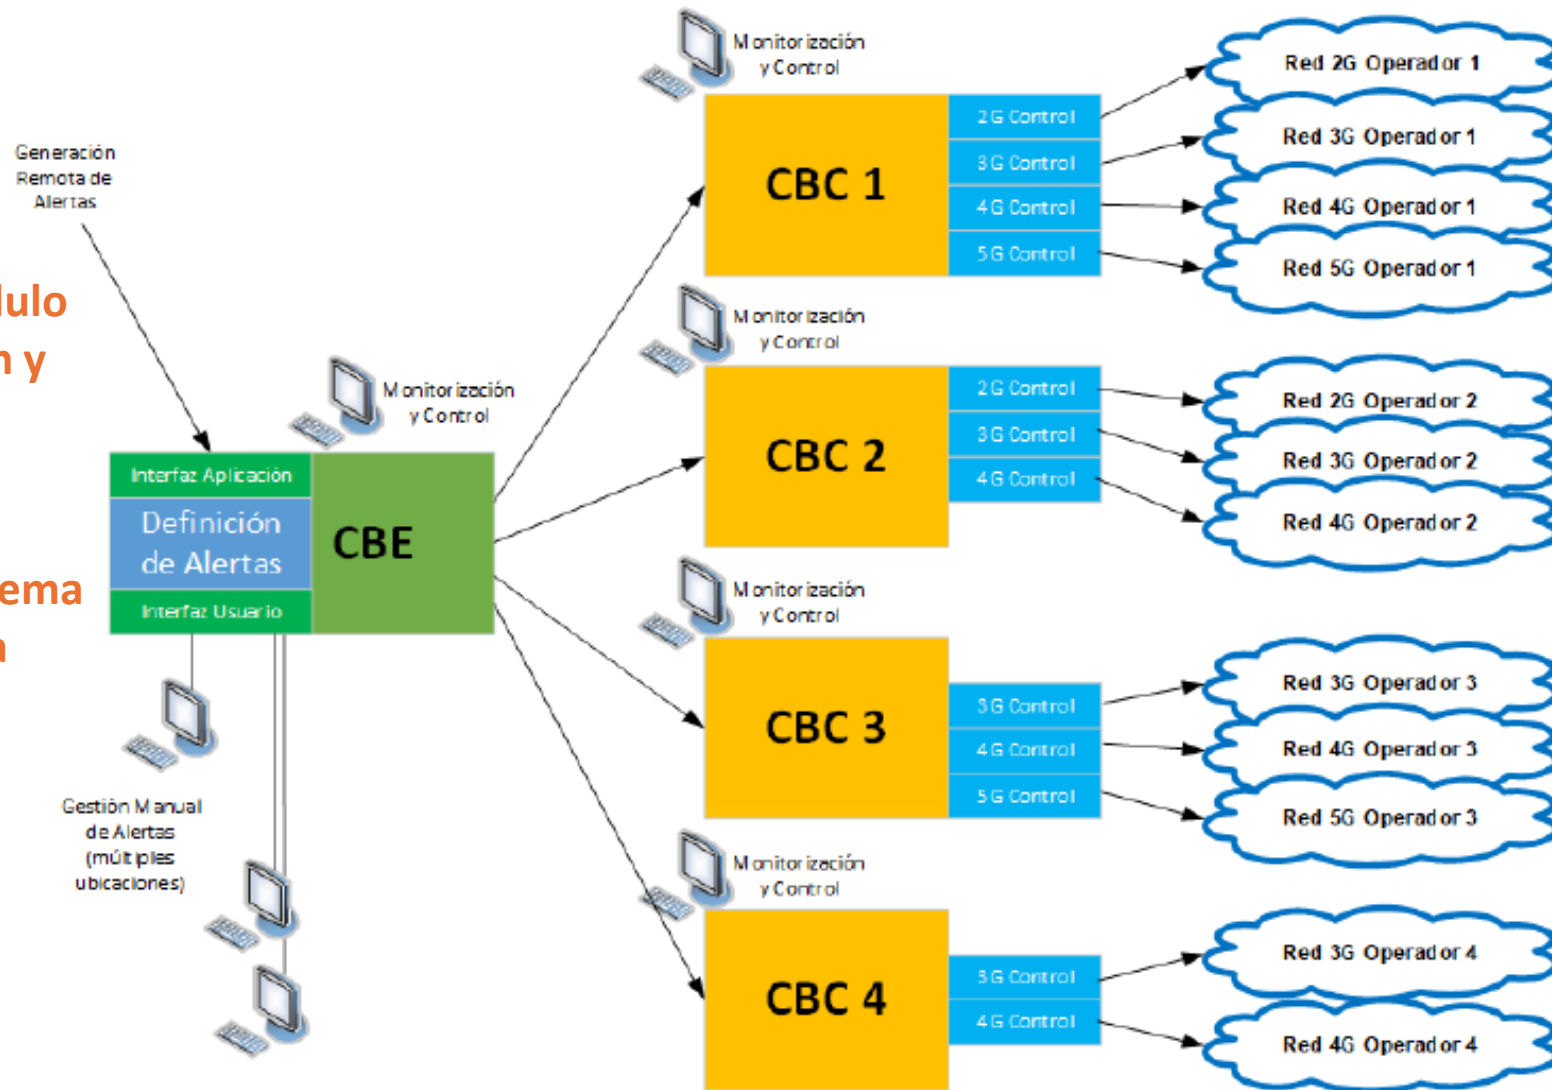 Generación
Remota de
Alertas
dulo
n y
ema
a
Monitorización
y Control
Interfaz Aplicación
Definición
de Alertas
Interfaz Usuario
CBE
Gestión Manual
de Alertas
(múltiples
ubicaciones)
Monitorización
y Control
CBC 1
2G Control
3G Control
4G Control
5G Control
Red 2G Operador 1
Red 3G Operador 1
Red 4G Operador 1
Red 5G Operador 1
Monitorización
y Control
CBC 2
2G Control
3G Control
4G Control
Red 2G Operador 2
Red 3G Operador 2
Red 4G Operador 2
Monitorización
y Control
CBC 3
3G Control
4G Control
5G Control
Red 3G Operador 3
Red 4G Operador 3
Red 5G Operador 3
Monitorización
y Control
CBC 4
3G Control
4G Control
Red 3G Operador 4
Red 4G Operador 4